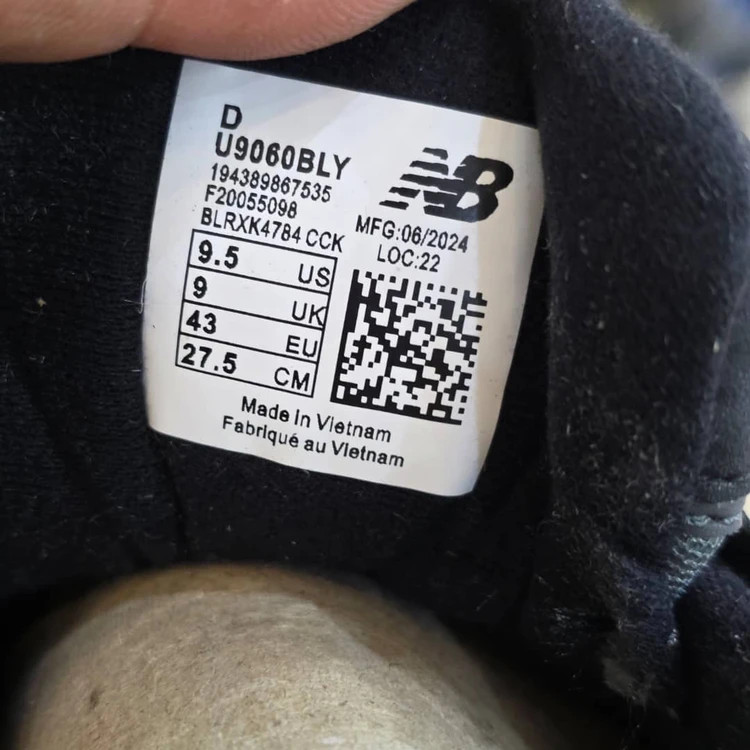 D
U9060BLY
194389867535
F20055098
BLRXK4784 CCK
NB
MFG:06/2024
LOC:22
9.5 US
9 UK
43 EU
27.5 CM
Made in Vietnam
Fabriqué au Vietnam